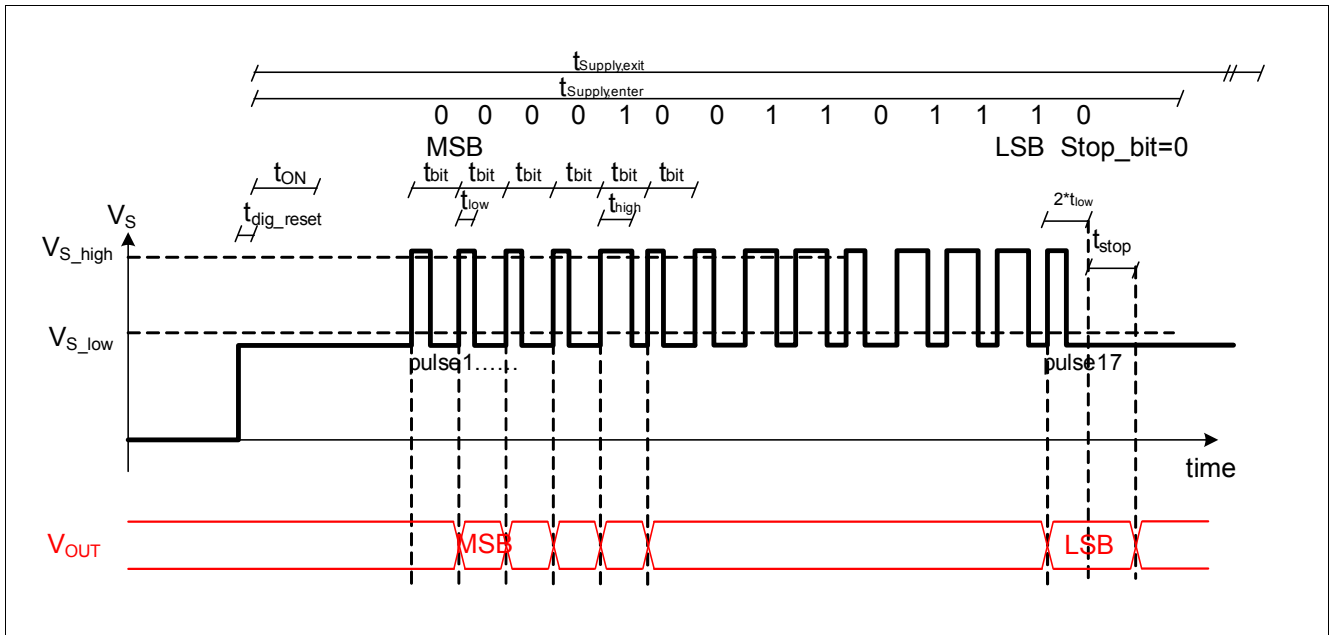 tSupply,exit
tSupply,enter
0 0 0 0 1 0 0 1 1 0 1 1 1 0
MSB LSB Stop_bit=0
tON tbit tbit tbit tbit tbit tbit
tlow thigh 2*tlow
VS tdig_reset tstop
VS_high
VS_low
pulse1...... pulse17
time
VOUT MSB LSB